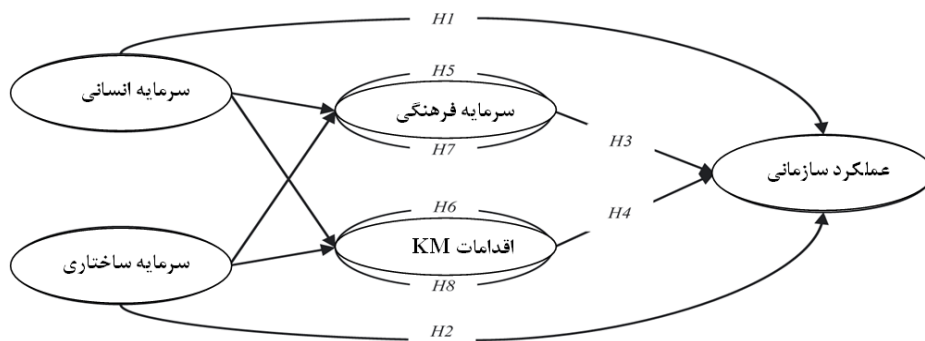 H1
سرمایه انسانی
H5
سرمایه فرهنگی
H7
H3
عملکرد سازمانی
H4
H6
اقدامات KM
H8
سرمایه ساختاری
H2